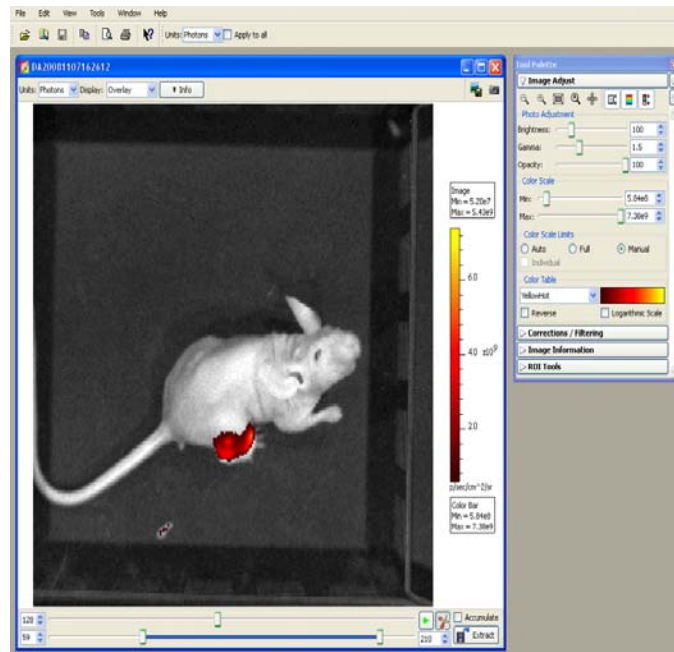 File Edit View Tools Window Help
Units: Photons Apply to all
DA20081107162612
Units: Photons Display: Overlay Info
Image
Min = 5.20e7
Max = 5.43e9
6.0
4.0 x10^9
2.0
p/sec/cm^2/sr
Color Bar
Min = 5.84e8
Max = 7.38e9
120
59 210
Accumulate
Extract
Tool Palette
Image Adjust
Photo Adjustment
Brightness: 100
Gamma: 1.5
Opacity: 100
Color Scale
Min: 5.84e8
Max: 7.38e9
Color Scale Limits
Auto Full Manual
Individual
Color Table
YellowHot
Reverse Logarithmic Scale
Corrections / Filtering
Image Information
ROI Tools